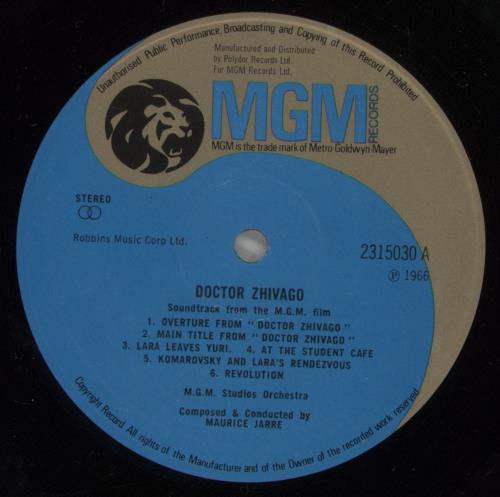 Unauthorised Public Performance, Broadcasting and Copying of this Record Prohibited
Manufactured and Distributed
by Polydor Records Ltd.
For MGM Records Ltd.
MGM
RECORDS
MGM is the trade mark of Metro-Goldwyn-Mayer
STEREO
Robbins Music Corp Ltd.
2315030 A
Ⓟ 1966
DOCTOR ZHIVAGO
Soundtrack from the M.G.M. film
1. OVERTURE FROM "DOCTOR ZHIVAGO"
2. MAIN TITLE FROM "DOCTOR ZHIVAGO"
3. LARA LEAVES YURI. 4. AT THE STUDENT CAFE
5. KOMAROVSKY AND LARA'S RENDEZVOUS
6. REVOLUTION
M.G.M. Studios Orchestra
Composed & Conducted by
MAURICE JARRE
Copyright Record. All rights of the Manufacturer and of the Owner of the recorded work reserved